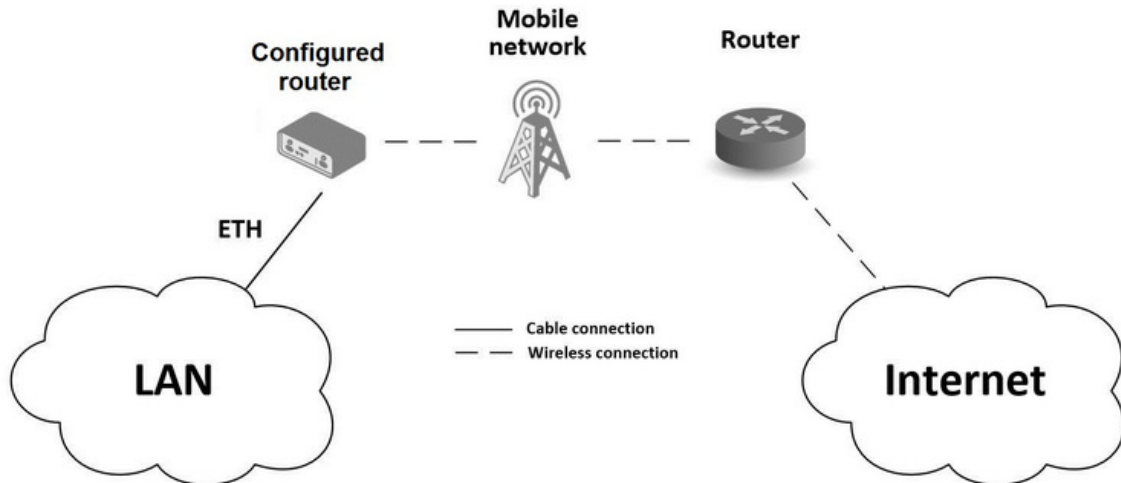 Configured
router
Mobile
network
Router
ETH
LAN
Cable connection
Wireless connection
Internet